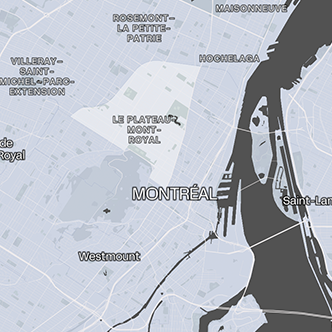 MAISONNEUVE
ROSEMONT–
LA PETITE-
PATRIE
HOCHELAGA
VILLERAY–
SAINT-
MICHEL–PARC-
EXTENSION
LE PLATEAU-
MONT-
ROYAL
de
Royal
MONTRÉAL
Saint-Lam
Westmount